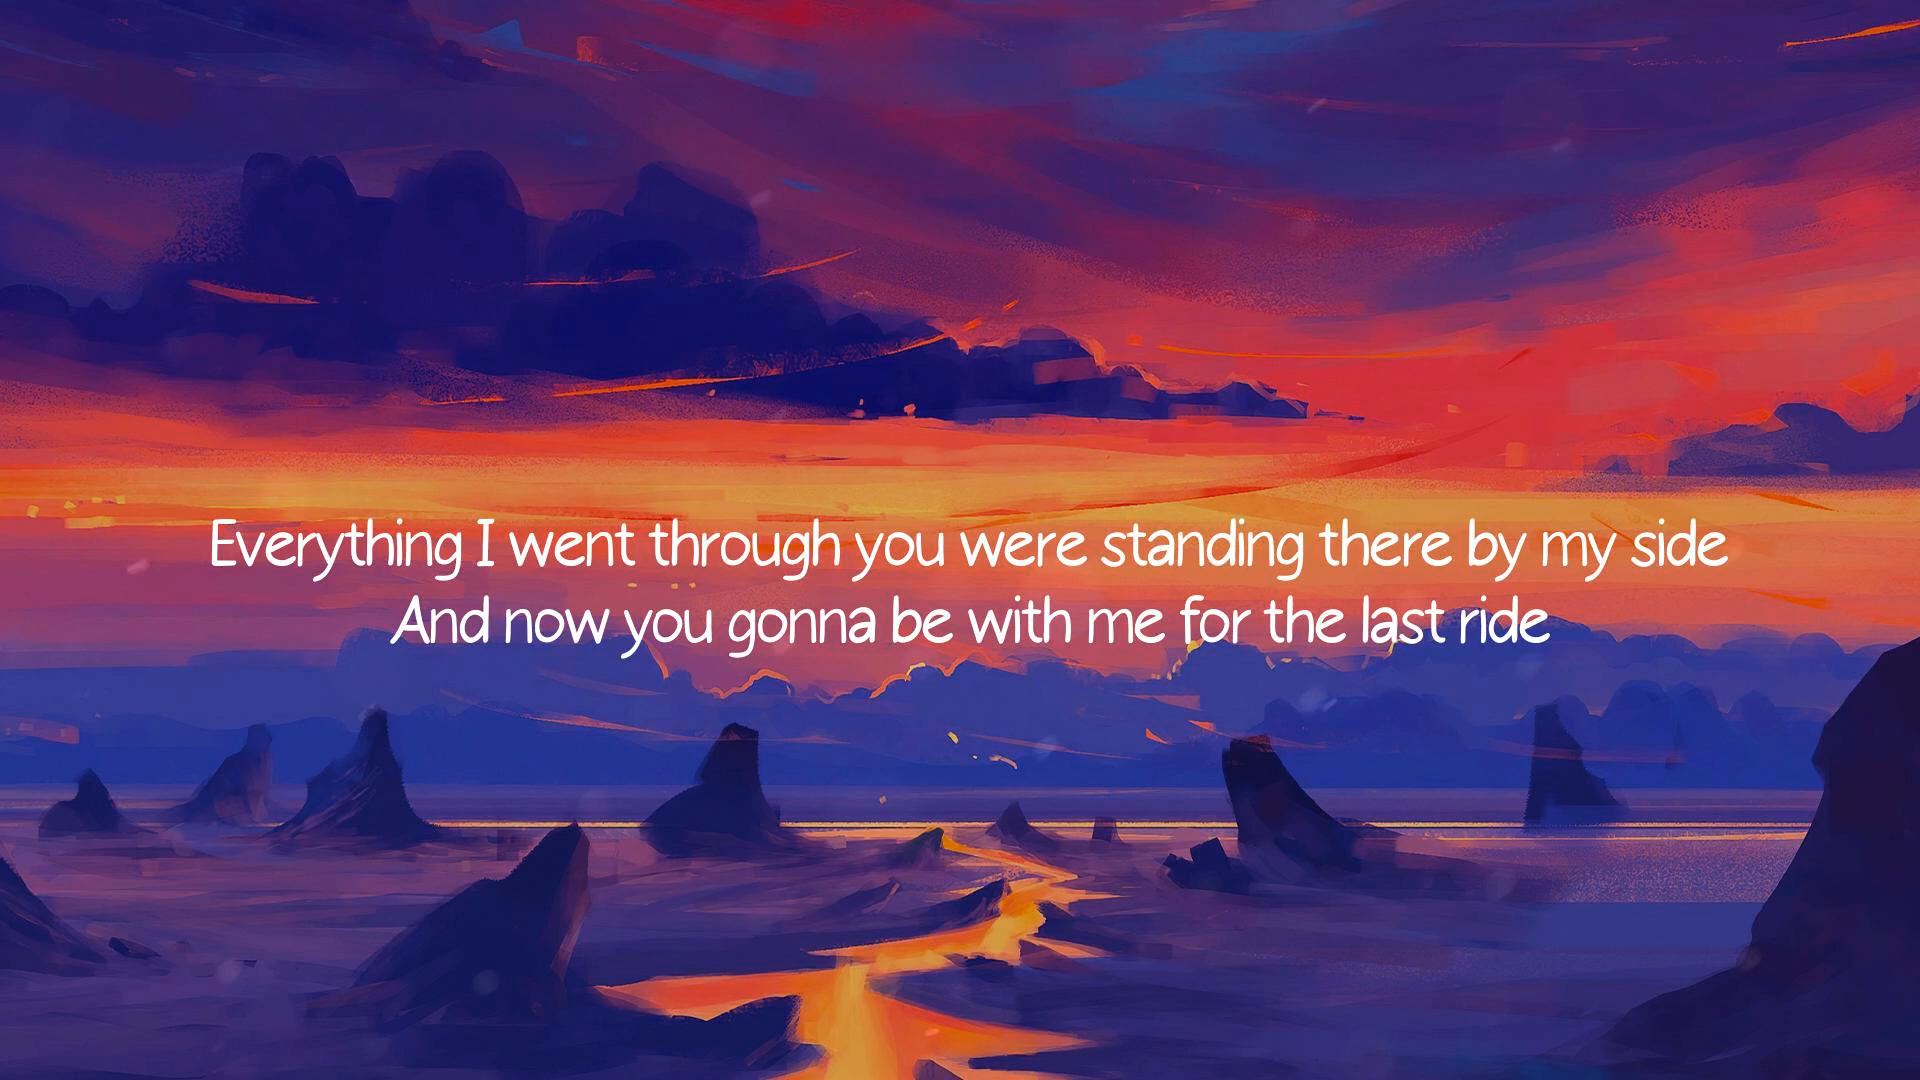 Everything I went through you were standing there by my side
And now you gonna be with me for the last ride